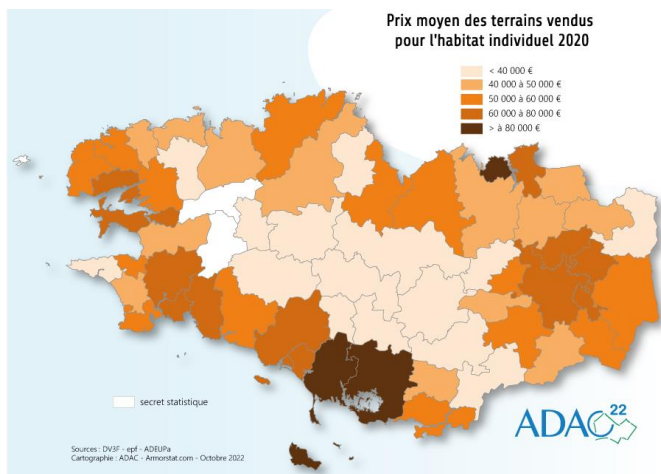 Prix moyen des terrains vendus
pour l'habitat individuel 2020
< 40 000 €
40 000 à 50 000 €
50 000 à 60 000 €
60 000 à 80 000 €
> à 80 000 €
secret statistique
ADAC 22
Sources : DV3F - epf - ADEUPa
Cartographie : ADAC - Armorstat.com - Octobre 2022